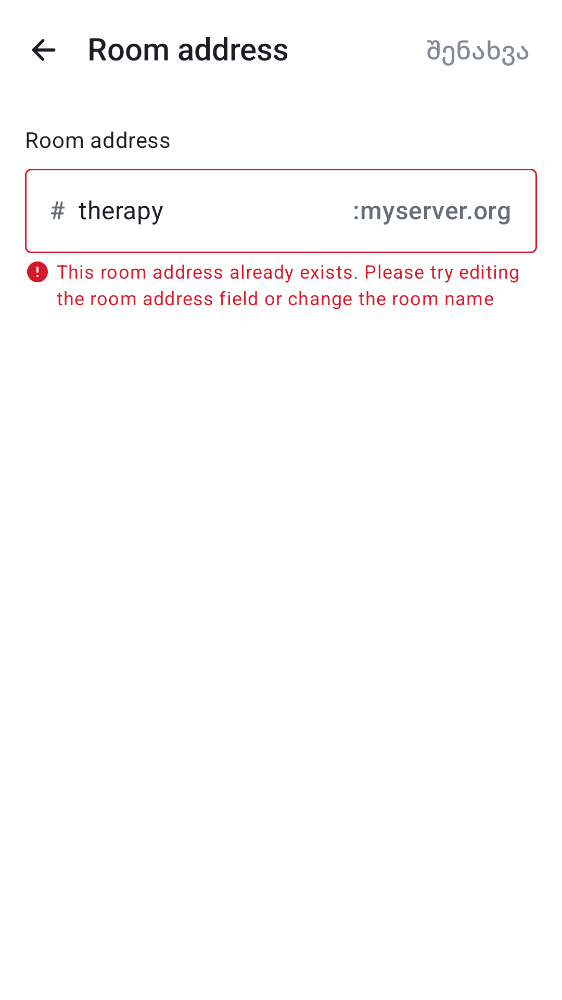 Room address
შენახვა
Room address
# therapy :myserver.org
This room address already exists. Please try editing
the room address field or change the room name